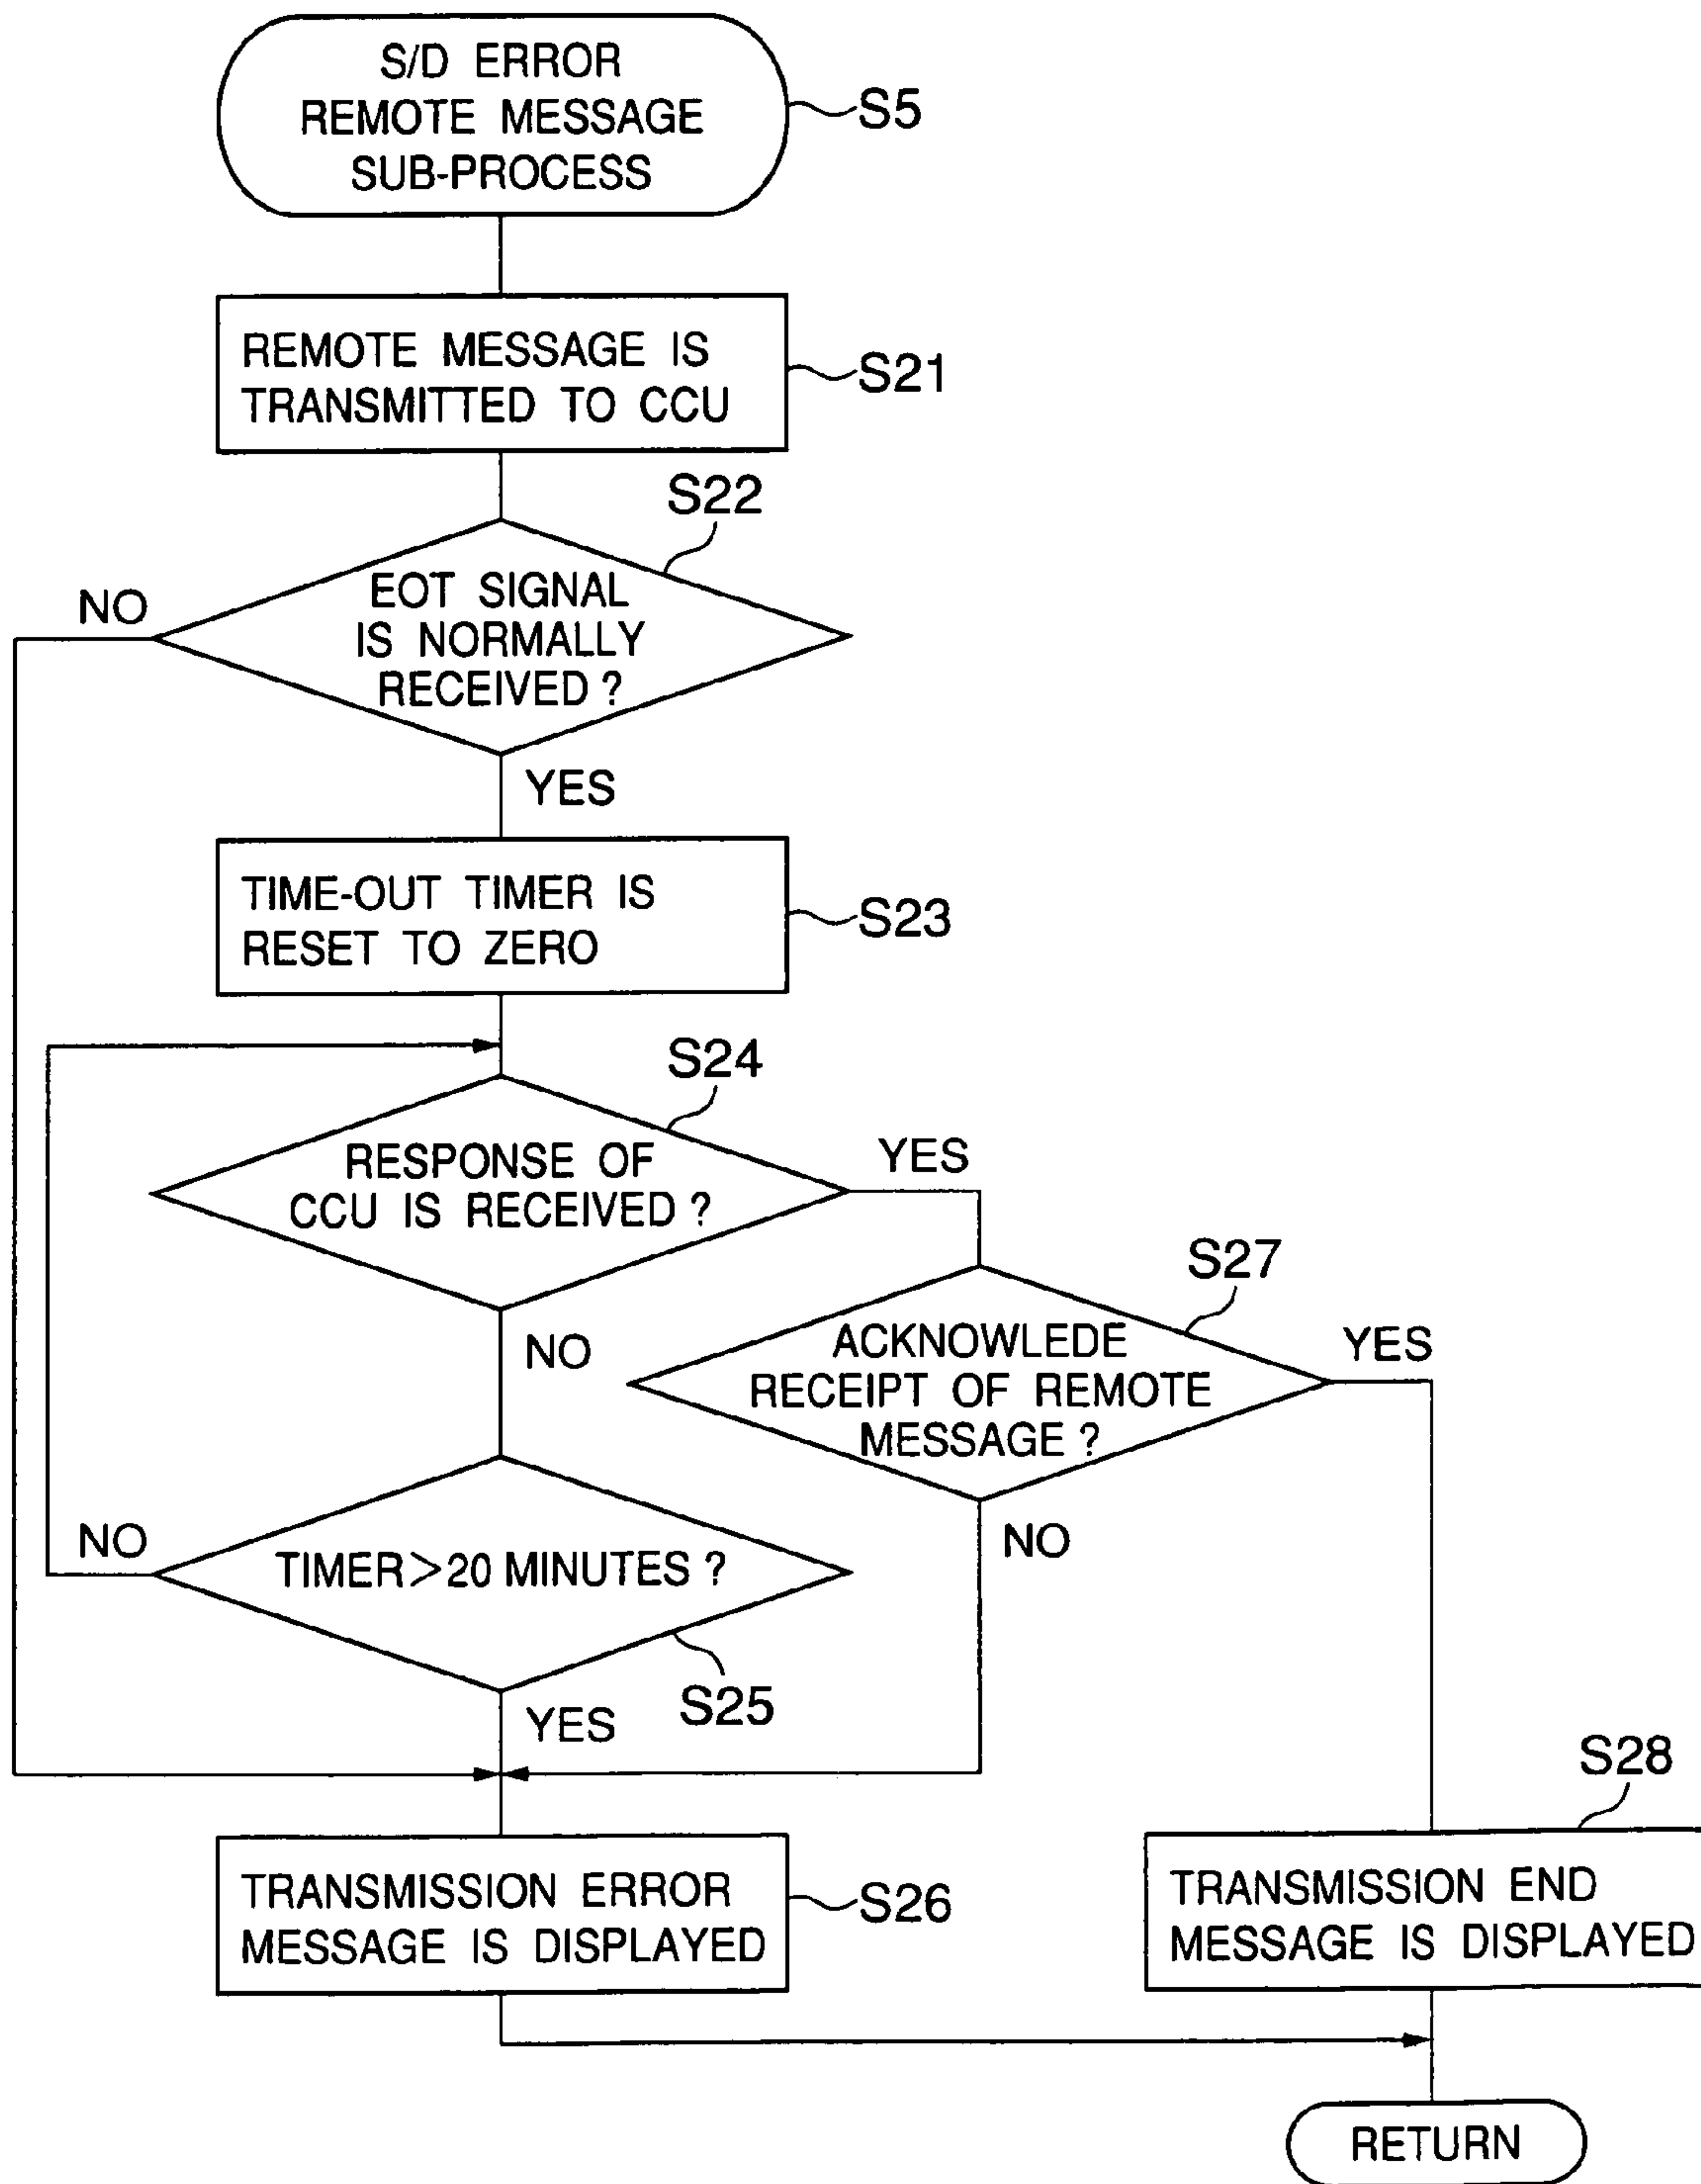 S/D ERROR
REMOTE MESSAGE
SUB-PROCESS
S5
REMOTE MESSAGE IS
TRANSMITTED TO CCU
S21
S22
NO
EOT SIGNAL
IS NORMALLY
RECEIVED ?
YES
TIME-OUT TIMER IS
RESET TO ZERO
S23
S24
RESPONSE OF
CCU IS RECEIVED ?
YES
S27
NO
ACKNOWLEDE
RECEIPT OF REMOTE
MESSAGE ?
YES
NO
NO
TIMER>20 MINUTES ?
S25
YES
S28
TRANSMISSION ERROR
MESSAGE IS DISPLAYED
S26
TRANSMISSION END
MESSAGE IS DISPLAYED
RETURN